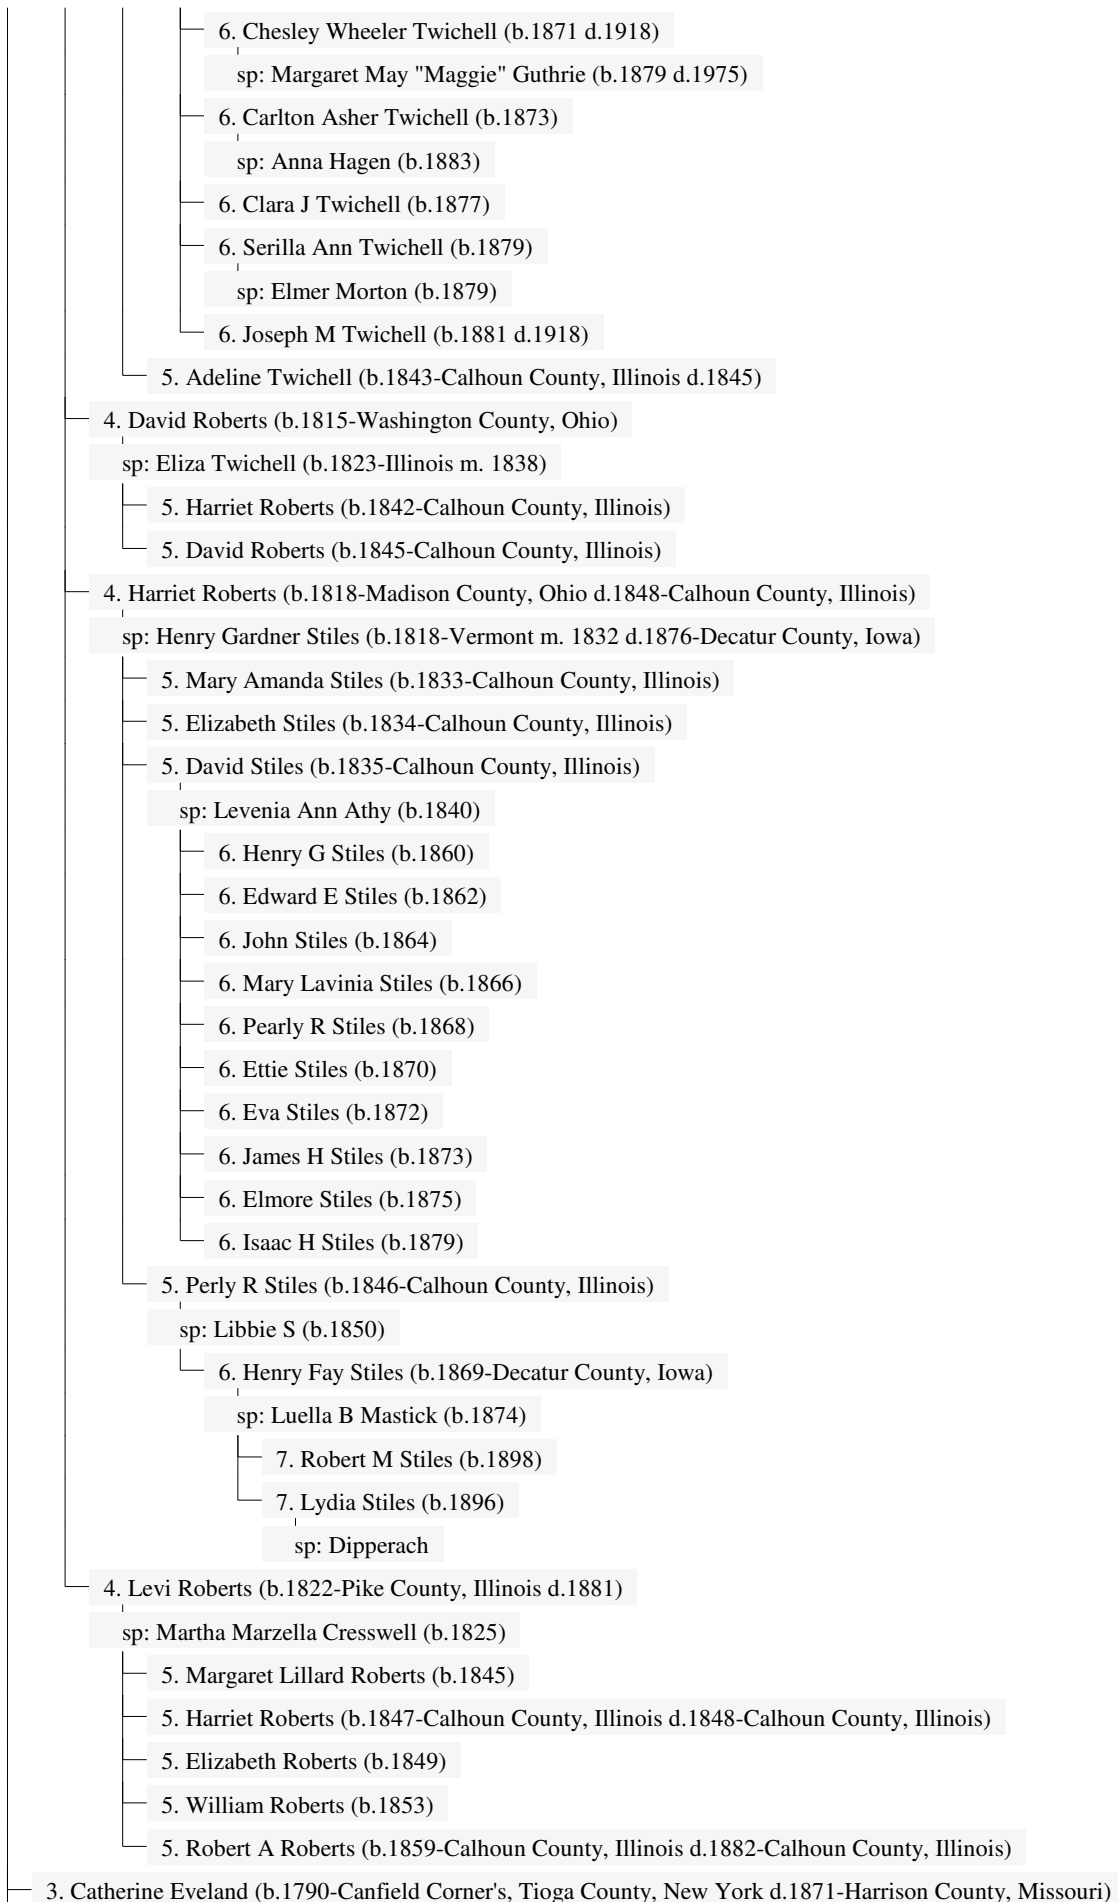 6. Chesley Wheeler Twichell (b.1871 d.1918)
sp: Margaret May "Maggie" Guthrie (b.1879 d.1975)
6. Carlton Asher Twichell (b.1873)
sp: Anna Hagen (b.1883)
6. Clara J Twichell (b.1877)
6. Serilla Ann Twichell (b.1879)
sp: Elmer Morton (b.1879)
6. Joseph M Twichell (b.1881 d.1918)
5. Adeline Twichell (b.1843-Calhoun County, Illinois d.1845)
4. David Roberts (b.1815-Washington County, Ohio)
sp: Eliza Twichell (b.1823-Illinois m. 1838)
5. Harriet Roberts (b.1842-Calhoun County, Illinois)
5. David Roberts (b.1845-Calhoun County, Illinois)
4. Harriet Roberts (b.1818-Madison County, Ohio d.1848-Calhoun County, Illinois)
sp: Henry Gardner Stiles (b.1818-Vermont m. 1832 d.1876-Decatur County, Iowa)
5. Mary Amanda Stiles (b.1833-Calhoun County, Illinois)
5. Elizabeth Stiles (b.1834-Calhoun County, Illinois)
5. David Stiles (b.1835-Calhoun County, Illinois)
sp: Levenia Ann Athy (b.1840)
6. Henry G Stiles (b.1860)
6. Edward E Stiles (b.1862)
6. John Stiles (b.1864)
6. Mary Lavinia Stiles (b.1866)
6. Pearly R Stiles (b.1868)
6. Ettie Stiles (b.1870)
6. Eva Stiles (b.1872)
6. James H Stiles (b.1873)
6. Elmore Stiles (b.1875)
6. Isaac H Stiles (b.1879)
5. Perly R Stiles (b.1846-Calhoun County, Illinois)
sp: Libbie S (b.1850)
6. Henry Fay Stiles (b.1869-Decatur County, Iowa)
sp: Luella B Mastick (b.1874)
7. Robert M Stiles (b.1898)
7. Lydia Stiles (b.1896)
sp: Dipperach
4. Levi Roberts (b.1822-Pike County, Illinois d.1881)
sp: Martha Marzella Cresswell (b.1825)
5. Margaret Lillard Roberts (b.1845)
5. Harriet Roberts (b.1847-Calhoun County, Illinois d.1848-Calhoun County, Illinois)
5. Elizabeth Roberts (b.1849)
5. William Roberts (b.1853)
5. Robert A Roberts (b.1859-Calhoun County, Illinois d.1882-Calhoun County, Illinois)
3. Catherine Eveland (b.1790-Canfield Corner's, Tioga County, New York d.1871-Harrison County, Missouri)